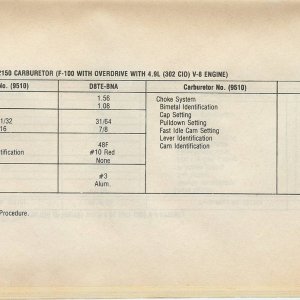 2150 CARBURETOR (F-100 WITH OVERDRIVE WITH 4.9L (302 CID) V-8 ENGINE)
No. (9510) D8TE-BNA Carburetor No. (9510)
1.56 Choke System
1.08 Bimetal Identification
Cap Setting
1/32 31/64 Pulldown Setting
16 7/8 Fast Idle Cam Setting
Lever Identification
48F Cam Identification
ntification #10 Red
None
#3
Alum.
Procedure.